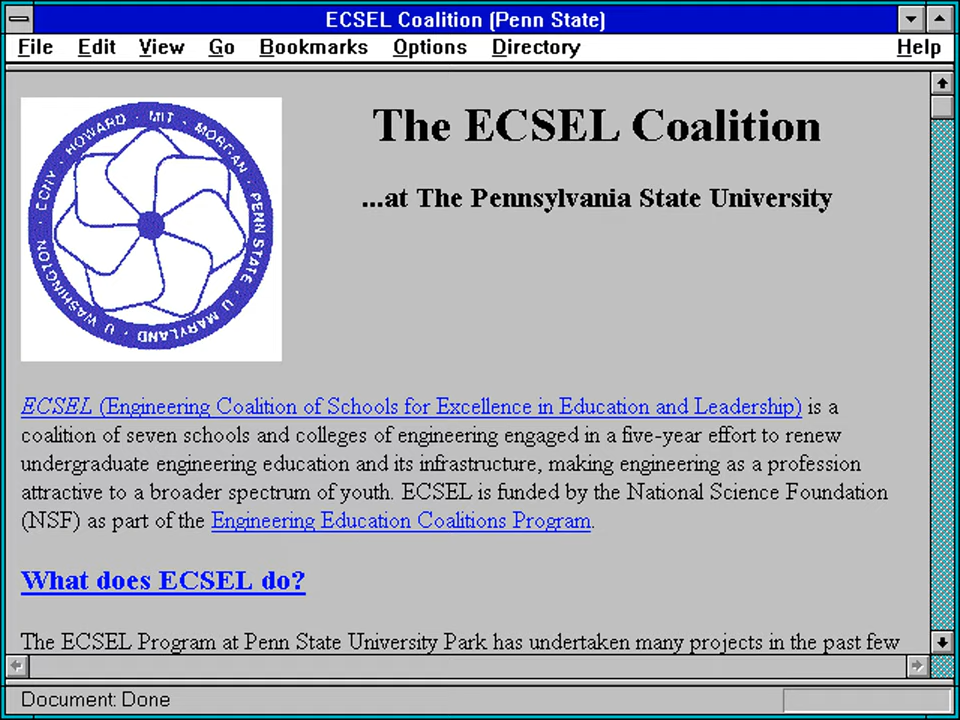 ECSEL Coalition (Penn State)
File Edit View Go Bookmarks Options Directory Help
CCNY · HOWARD · MIT · MORGAN · PENN STATE · U MARYLAND · U WASHINGTON ·
The ECSEL Coalition
...at The Pennsylvania State University
ECSEL (Engineering Coalition of Schools for Excellence in Education and Leadership) is a
coalition of seven schools and colleges of engineering engaged in a five-year effort to renew
undergraduate engineering education and its infrastructure, making engineering as a profession
attractive to a broader spectrum of youth. ECSEL is funded by the National Science Foundation
(NSF) as part of the Engineering Education Coalitions Program.
What does ECSEL do?
The ECSEL Program at Penn State University Park has undertaken many projects in the past few
Document: Done